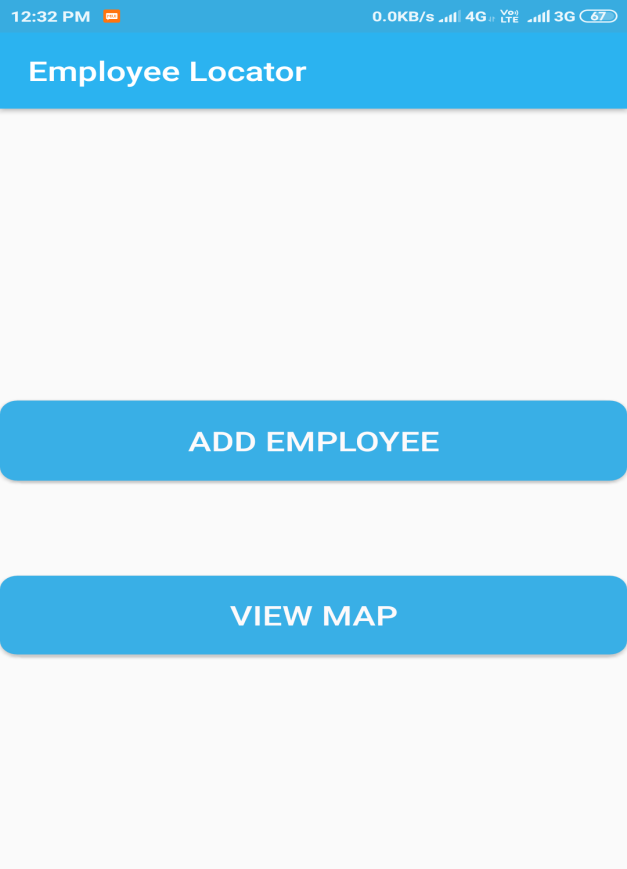 12:32 PM 0.0KB/s 4G Vo LTE 3G 67
Employee Locator
ADD EMPLOYEE
VIEW MAP